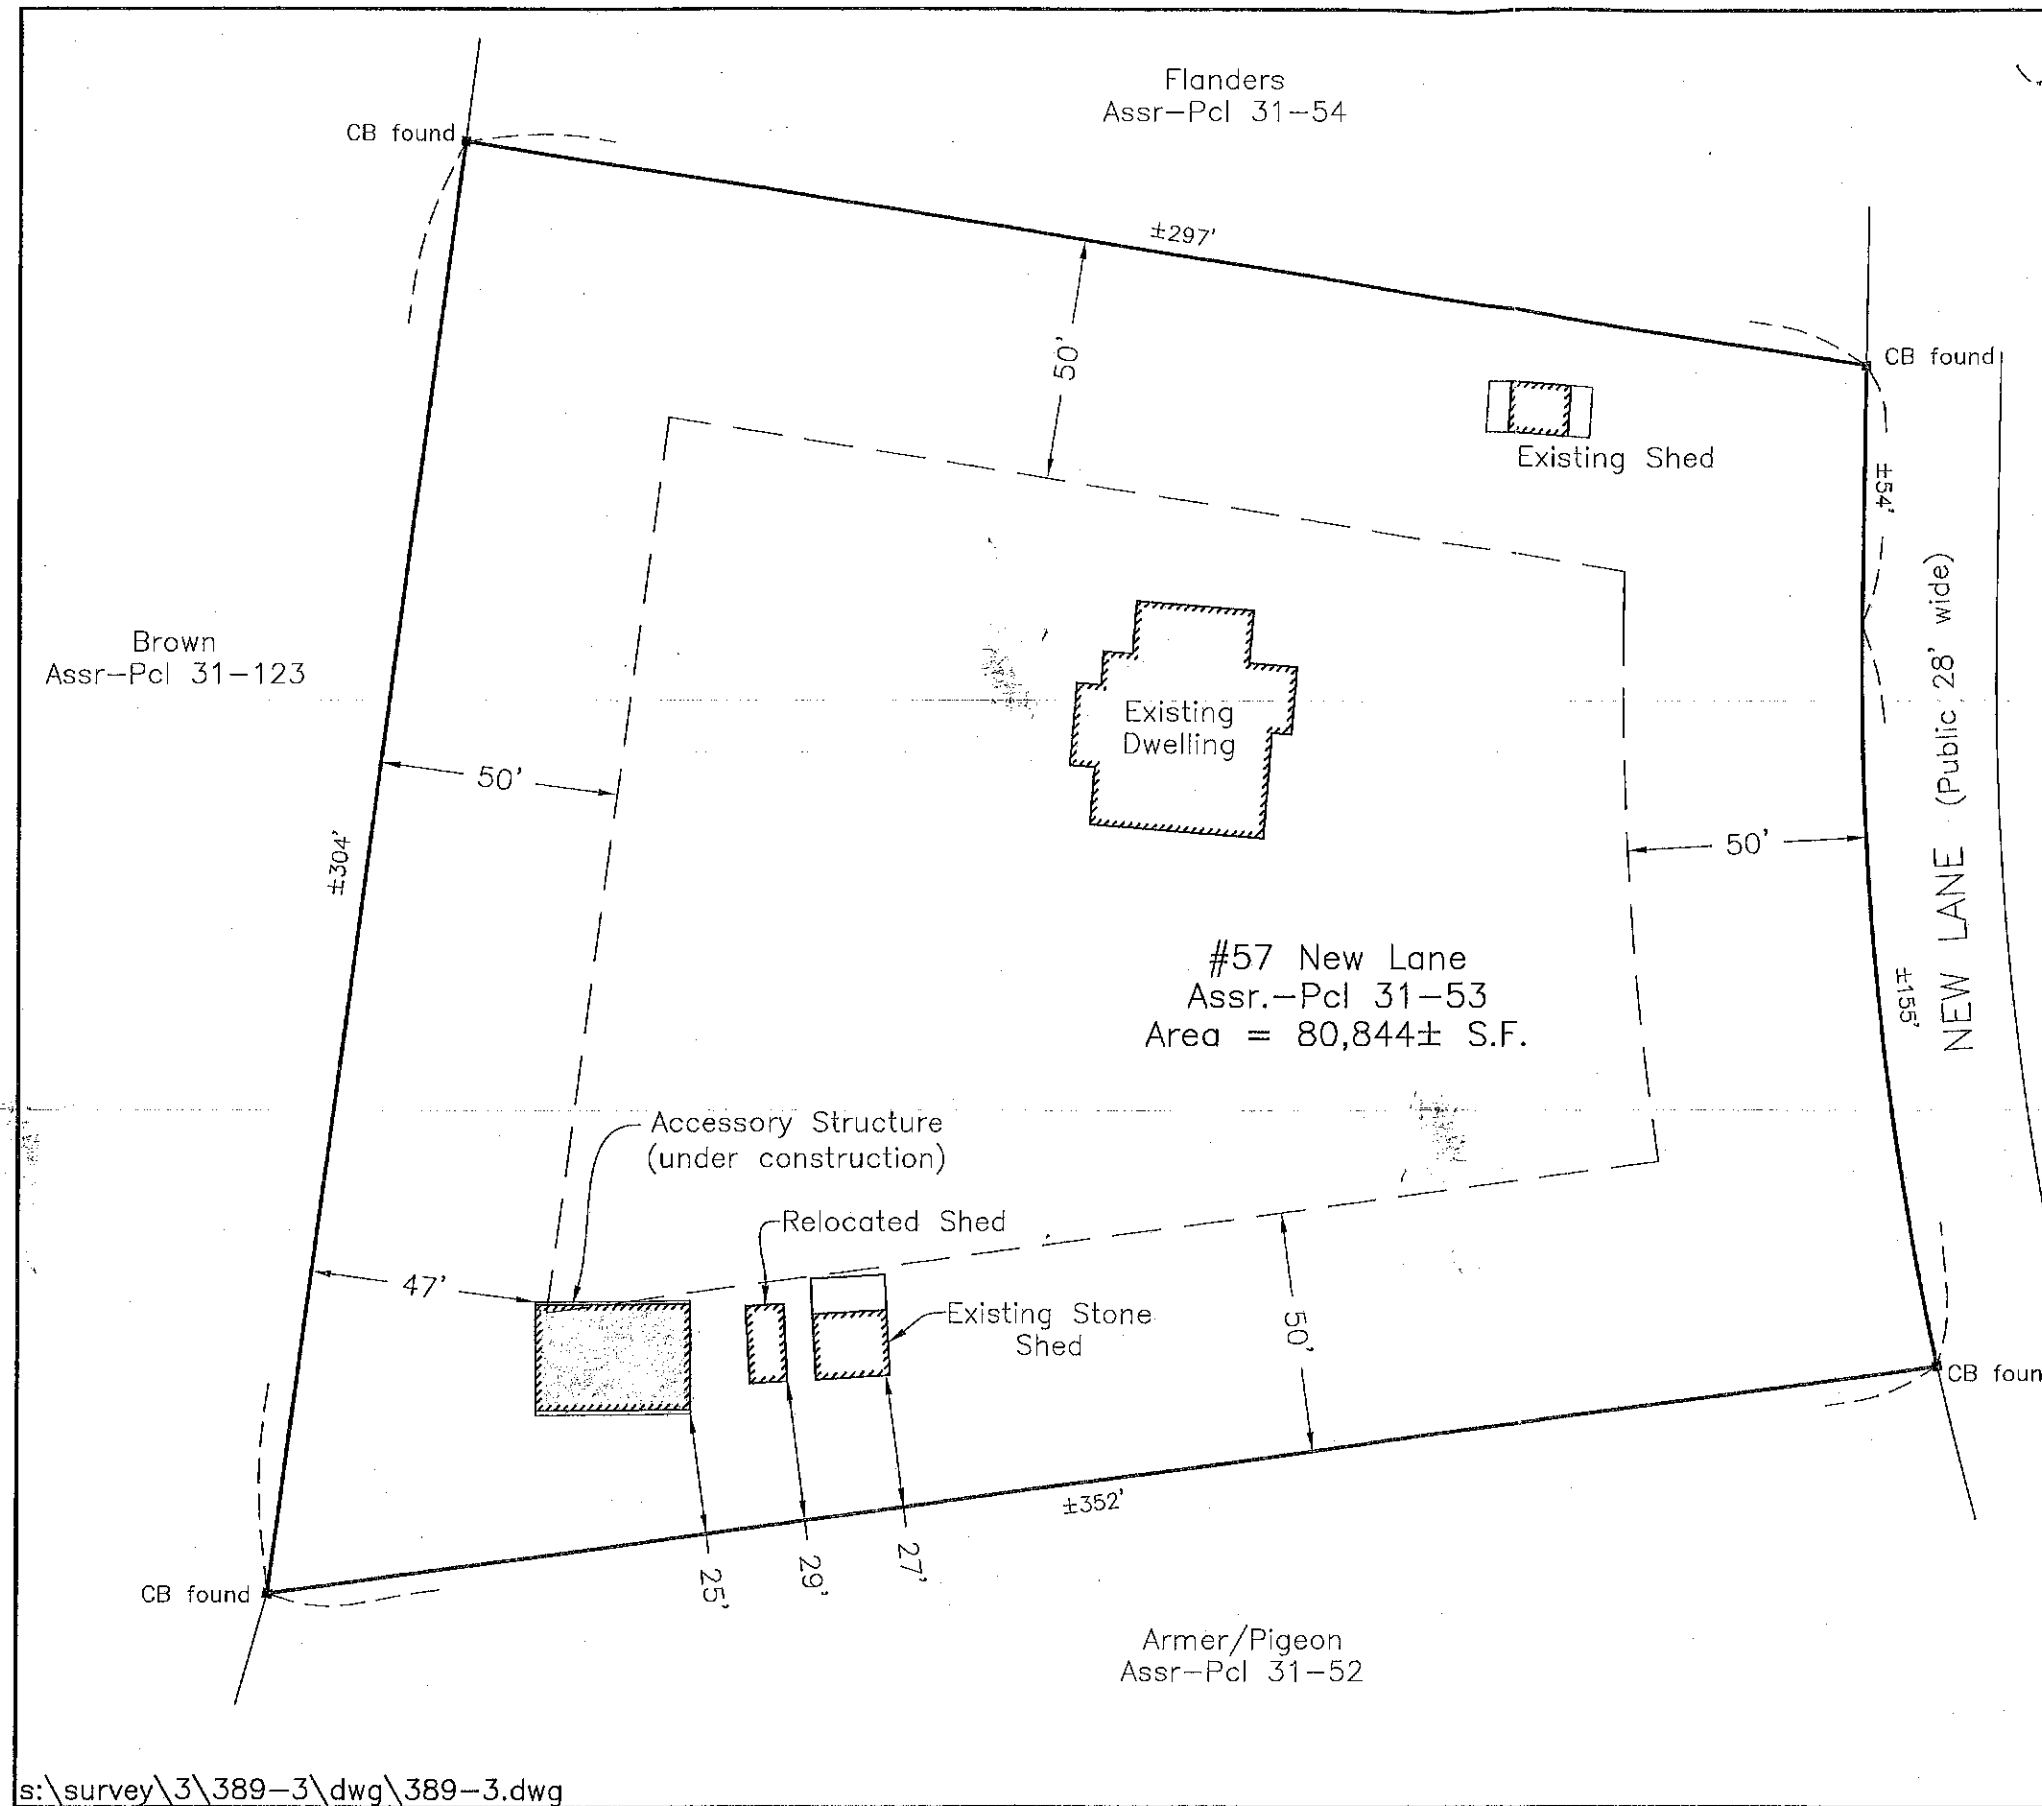 Flanders
Assr-Pcl 31-54
CB found
±297'
50'
CB found
Existing Shed
±54'
NEW LANE (Public, 28' wide)
Brown
Assr-Pcl 31-123
Existing
Dwelling
50'
50'
±304'
#57 New Lane
Assr.-Pcl 31-53
Area = 80,844± S.F.
±155'
Accessory Structure
(under construction)
Relocated Shed
47'
Existing Stone
Shed
50'
CB foun
±352'
25'
29'
27'
CB found
Armer/Pigeon
Assr-Pcl 31-52
s:\survey\3\389-3\dwg\389-3.dwg